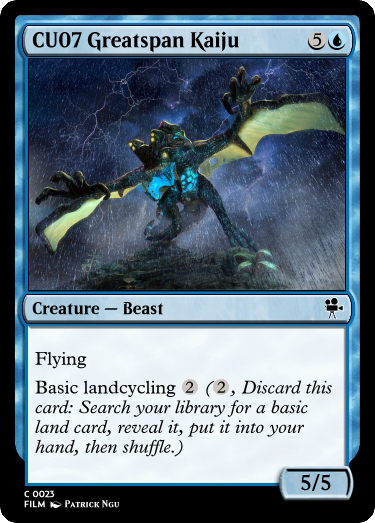 CU07 Greatspan Kaiju 5
Creature — Beast
Flying
Basic landcycling 2 (2, Discard this
card: Search your library for a basic
land card, reveal it, put it into your
hand, then shuffle.)
5/5
C 0023
FILM Patrick Ngu